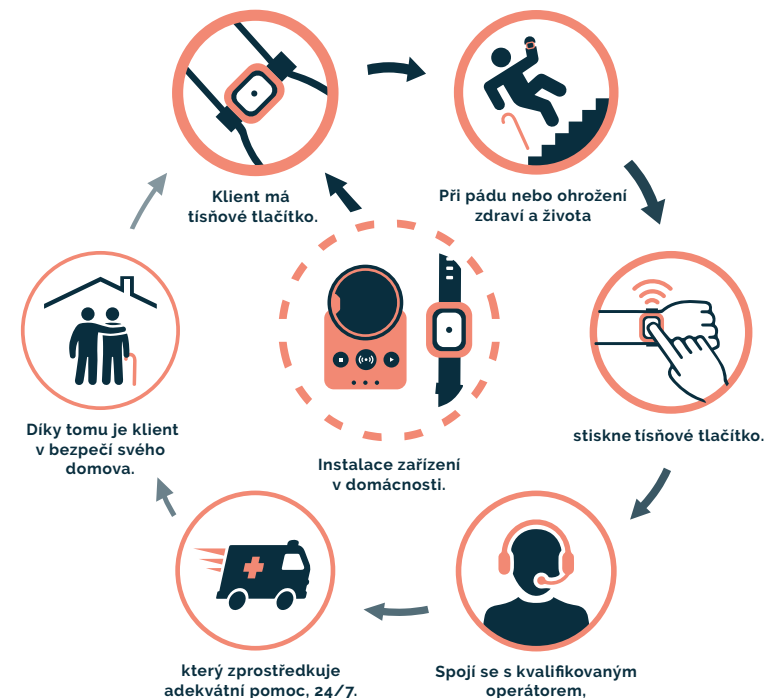 Klient má
tísňové tlačítko.
Při pádu nebo ohrožení
zdraví a života
stiskne tísňové tlačítko.
Spojí se s kvalifikovaným
operátorem,
který zprostředkuje
adekvátní pomoc, 24/7.
Díky tomu je klient
v bezpečí svého
domova.
Instalace zařízení
v domácnosti.